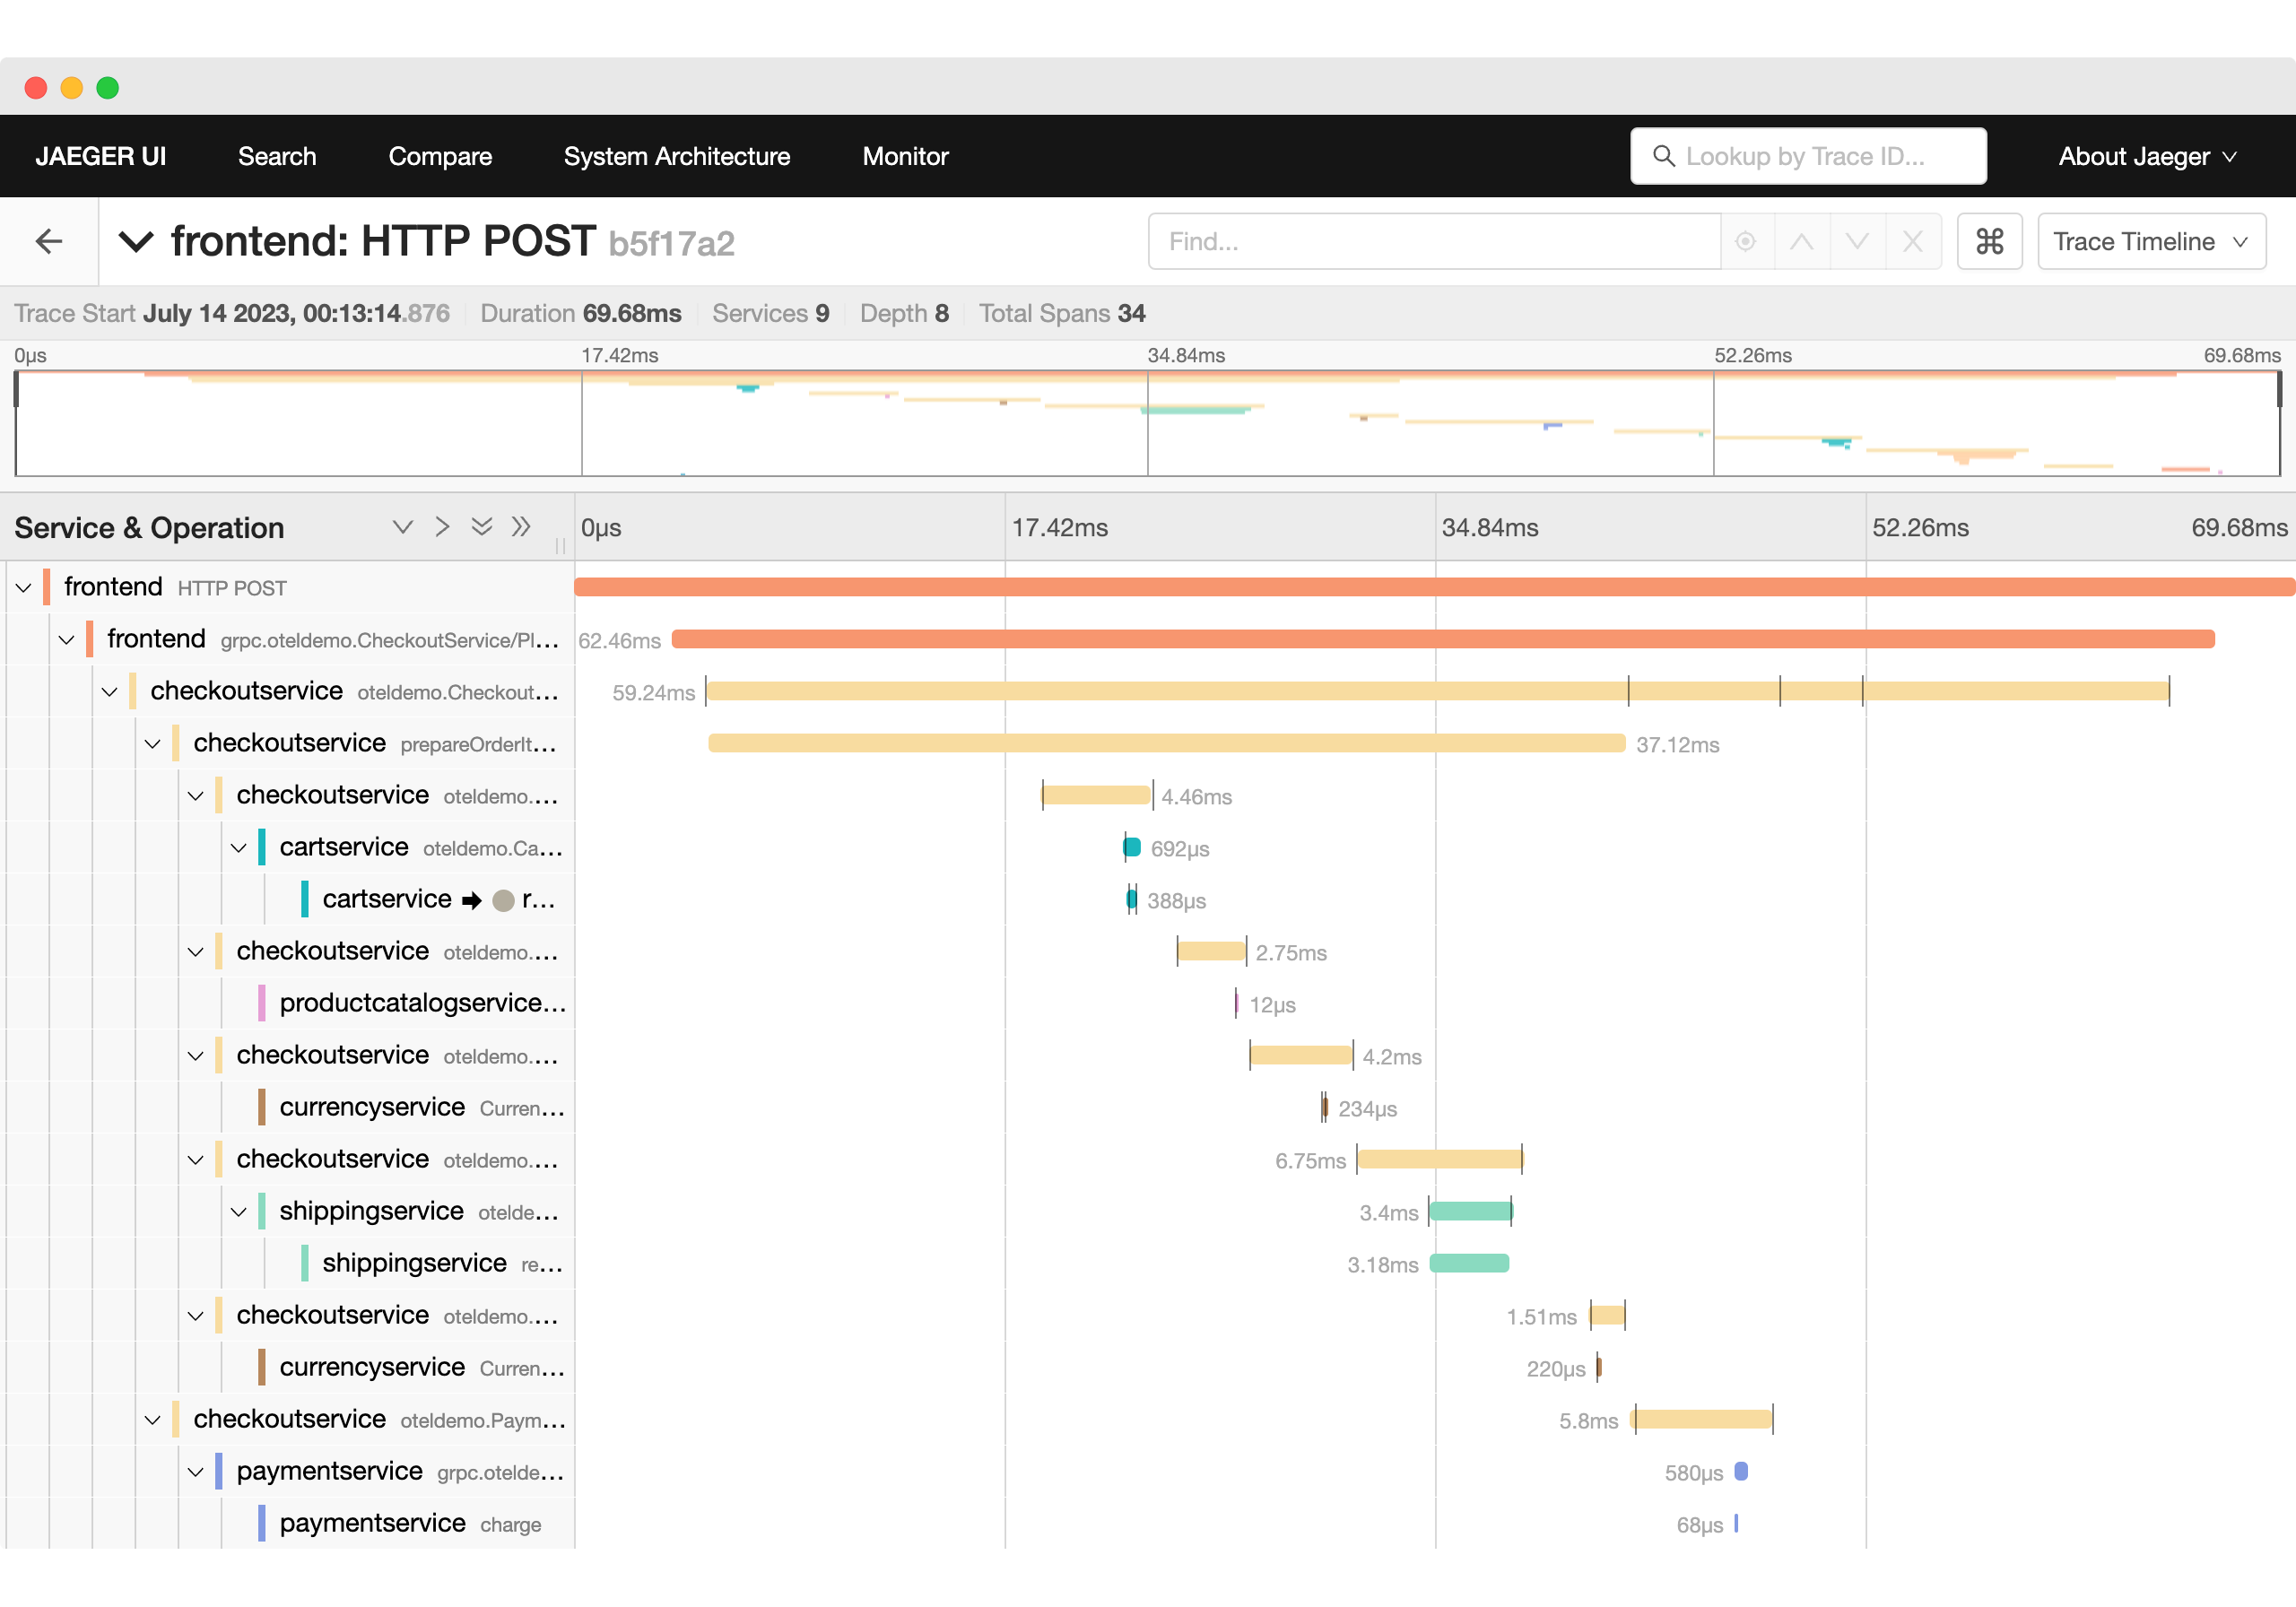 JAEGER UI Search Compare System Architecture Monitor Lookup by Trace ID... About Jaeger
frontend: HTTP POST b5f17a2 Find... ⌘ Trace Timeline
Trace Start July 14 2023, 00:13:14.876 Duration 69.68ms Services 9 Depth 8 Total Spans 34
0μs 17.42ms 34.84ms 52.26ms 69.68ms
Service & Operation 0μs 17.42ms 34.84ms 52.26ms 69.68ms
frontend HTTP POST
frontend grpc.oteldemo.CheckoutService/Pl... 62.46ms
checkoutservice oteldemo.Checkout... 59.24ms
checkoutservice prepareOrderIt... 37.12ms
checkoutservice oteldemo.... 4.46ms
cartservice oteldemo.Ca... 692μs
cartservice r... 388μs
checkoutservice oteldemo.... 2.75ms
productcatalogservice... 12μs
checkoutservice oteldemo.... 4.2ms
currencyservice Curren... 234μs
checkoutservice oteldemo.... 6.75ms
shippingservice otelde... 3.4ms
shippingservice re... 3.18ms
checkoutservice oteldemo.... 1.51ms
currencyservice Curren... 220μs
checkoutservice oteldemo.Paym... 5.8ms
paymentservice grpc.otelde... 580μs
paymentservice charge 68μs